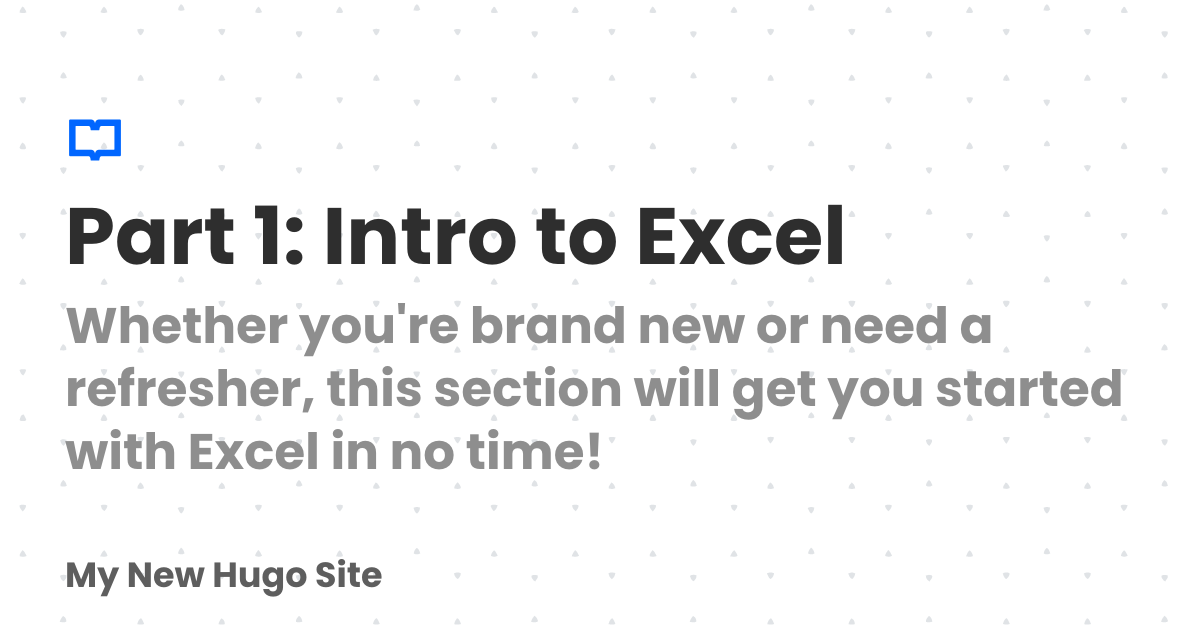 Part 1: Intro to Excel
Whether you're brand new or need a
refresher, this section will get you started
with Excel in no time!
My New Hugo Site